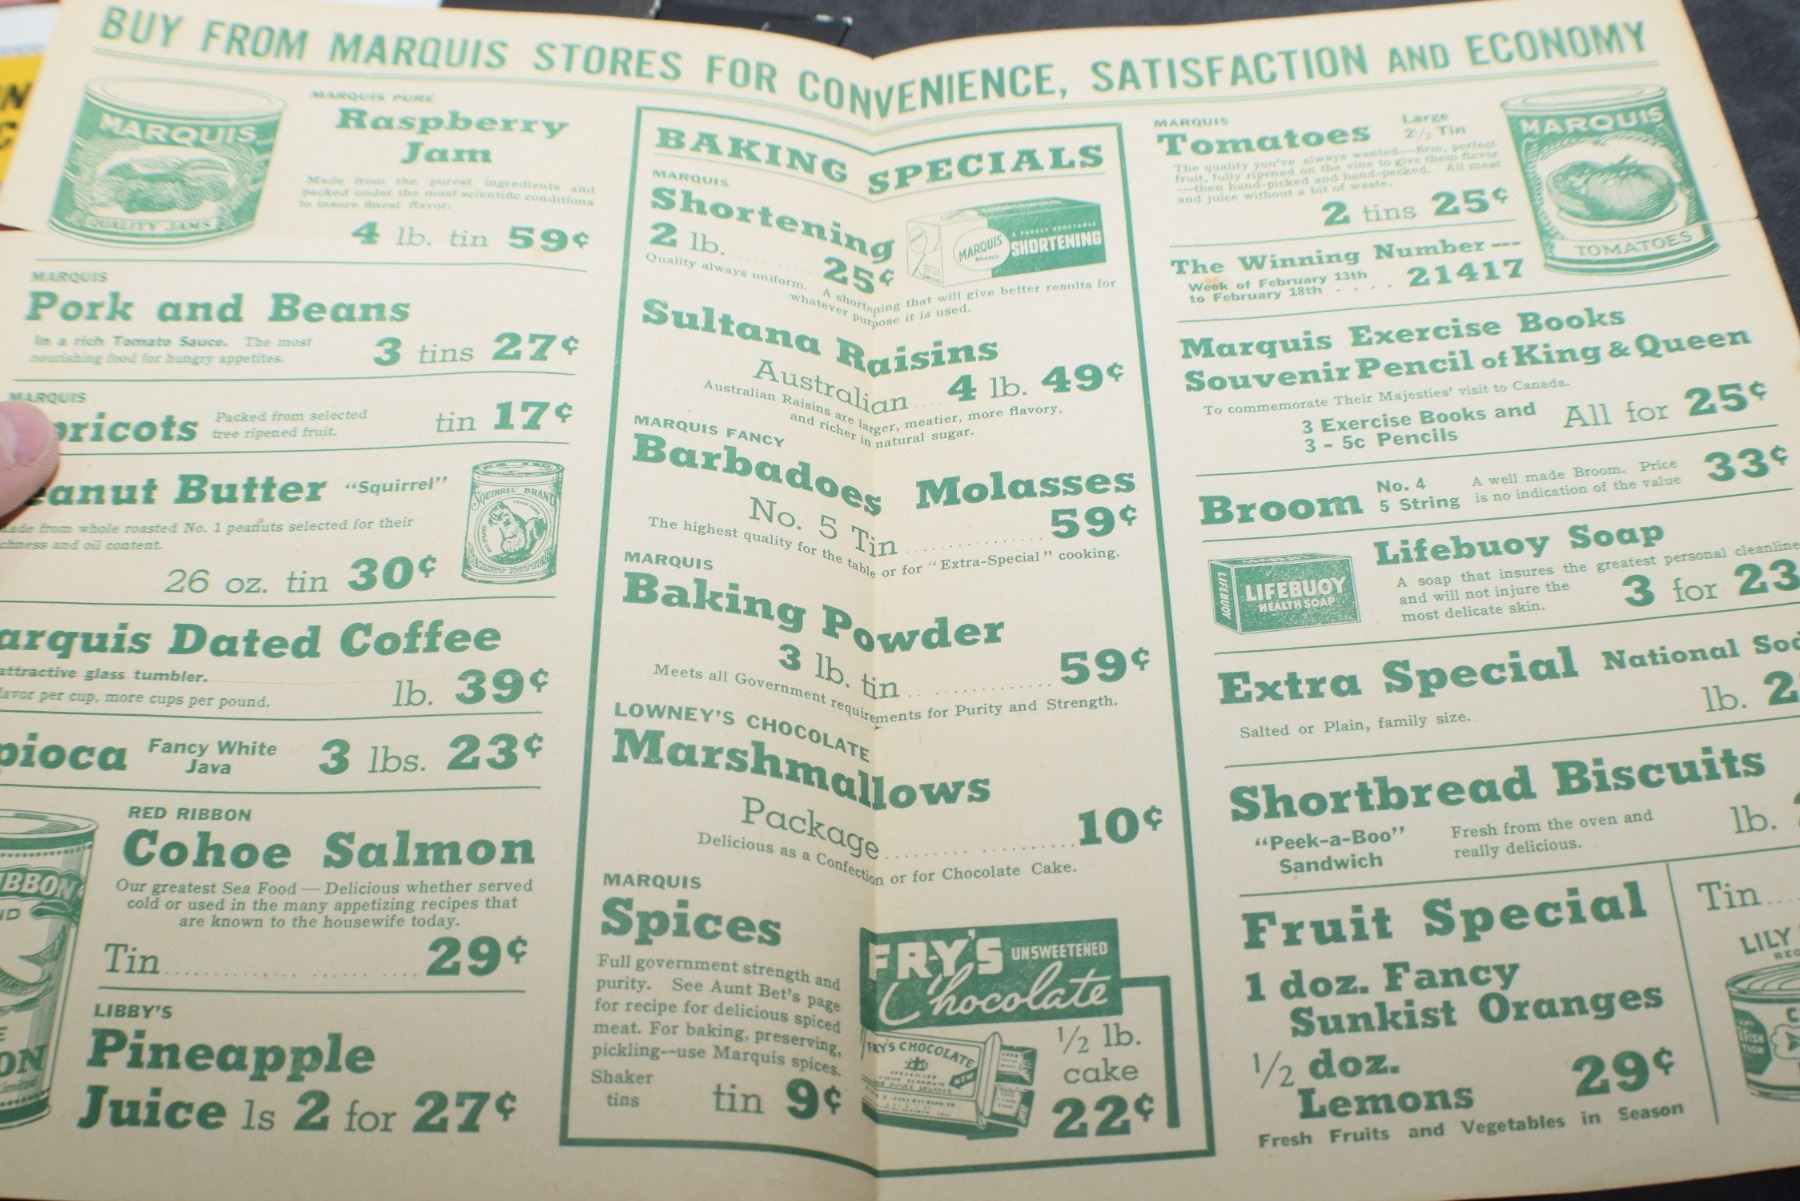 BUY FROM MARQUIS STORES FOR CONVENIENCE, SATISFACTION AND ECONOMY
MARQUIS
QUALITY JAMS
MARQUIS PURE
Raspberry
Jam
Made from the purest ingredients and
packed under the most scientific conditions
to insure finest flavor.
4 lb. tin 59¢
MARQUIS
Pork and Beans
In a rich Tomato Sauce. The most
nourishing food for hungry appetites.
3 tins 27¢
MARQUIS
pricots
Packed from selected
tree ripened fruit.
tin 17¢
eanut Butter "Squirrel"
ade from whole roasted No. 1 peanuts selected for their
chness and oil content.
26 oz. tin 30¢
SQUIRREL BRAND
arquis Dated Coffee
attractive glass tumbler.
lavor per cup, more cups per pound.
lb. 39¢
pioca
Fancy White
Java
3 lbs. 23¢
RED RIBBON
Cohoe Salmon
Our greatest Sea Food — Delicious whether served
cold or used in the many appetizing recipes that
are known to the housewife today.
Tin 29¢
BBON
ND
E
ON
LIBBY'S
Pineapple
Juice 1s 2 for 27¢
BAKING SPECIALS
MARQUIS
Shortening
2 lb. 25¢
Quality always uniform. A shortening that will give better results for
whatever purpose it is used.
A PURELY VEGETABLE
MARQUIS
BRAND
SHORTENING
Sultana Raisins
Australian 4 lb. 49¢
Australian Raisins are larger, meatier, more flavory,
and richer in natural sugar.
MARQUIS FANCY
Barbadoes Molasses
No. 5 Tin 59¢
The highest quality for the table or for "Extra-Special" cooking.
MARQUIS
Baking Powder
3 lb. tin 59¢
Meets all Government requirements for Purity and Strength.
LOWNEY'S CHOCOLATE
Marshmallows
Package 10¢
Delicious as a Confection or for Chocolate Cake.
MARQUIS
Spices
Full government strength and
purity. See Aunt Bet's page
for recipe for delicious spiced
meat. For baking, preserving,
pickling--use Marquis spices.
Shaker
tins
tin 9¢
FRY'S UNSWEETENED
Chocolate
FRY'S CHOCOLATE
1/2 lb.
cake
22¢
MARQUIS
Tomatoes
Large
2½ Tin
The quality you've always wanted—firm, perfect
fruit, fully ripened on the vine to give them flavor
—then hand-picked and hand-packed. All meat
and juice without a bit of waste.
2 tins 25¢
MARQUIS
TOMATOES
The Winning Number ---
Week of February 13th
to February 18th . . . . 21417
Marquis Exercise Books
Souvenir Pencil of King & Queen
To commemorate Their Majesties' visit to Canada.
3 Exercise Books and
3 - 5c Pencils
All for 25¢
Broom
No. 4
5 String
A well made Broom. Price
is no indication of the value
33¢
LIFEBUOY
LIFEBUOY
HEALTH SOAP
Lifebuoy Soap
A soap that insures the greatest personal cleanline
and will not injure the
most delicate skin.
3 for 23
Extra Special National Sod
Salted or Plain, family size.
lb. 2
Shortbread Biscuits
"Peek-a-Boo"
Sandwich
Fresh from the oven and
really delicious.
lb.
Fruit Special
1 doz. Fancy
Sunkist Oranges
1/2 doz.
Lemons
29¢
Fresh Fruits and Vegetables in Season
Tin
LILY
C
N
C